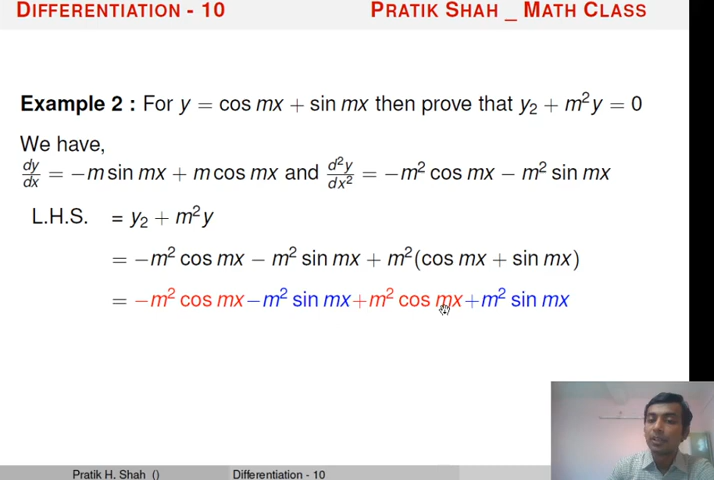 DIFFERENTIATION - 10 PRATIK SHAH _ MATH CLASS
Example 2 : For y = cos mx + sin mx then prove that y₂ + m²y = 0
We have,
dy/dx = −m sin mx + m cos mx and d²y/dx² = −m² cos mx − m² sin mx
L.H.S. = y₂ + m²y
= −m² cos mx − m² sin mx + m²(cos mx + sin mx)
= −m² cos mx−m² sin mx+m² cos mx+m² sin mx
Pratik H. Shah () Differentiation - 10